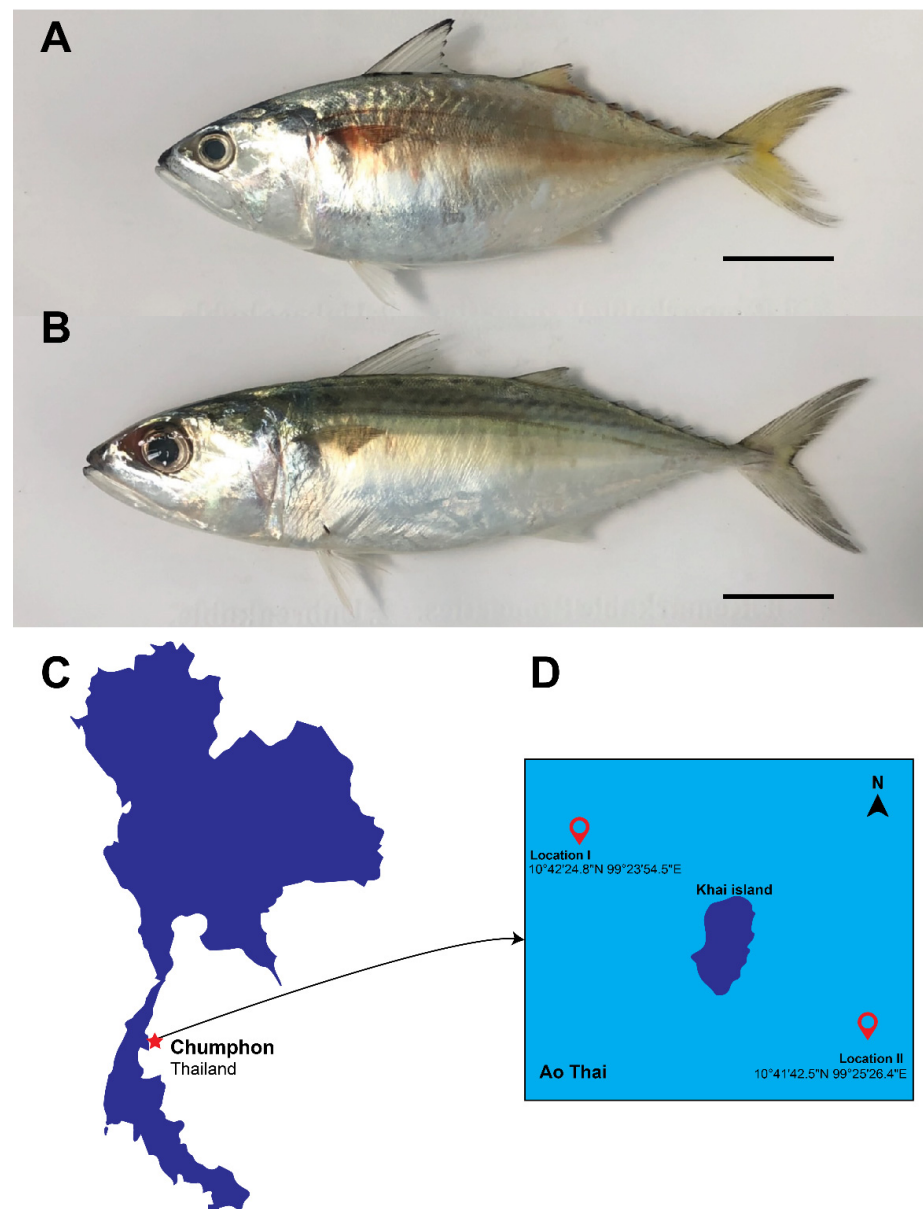 A
B
C
D
N
Location I
10°42'24.8"N 99°23'54.5"E
Khai island
Chumphon
Thailand
Location II
10°41'42.5"N 99°25'26.4"E
Ao Thai